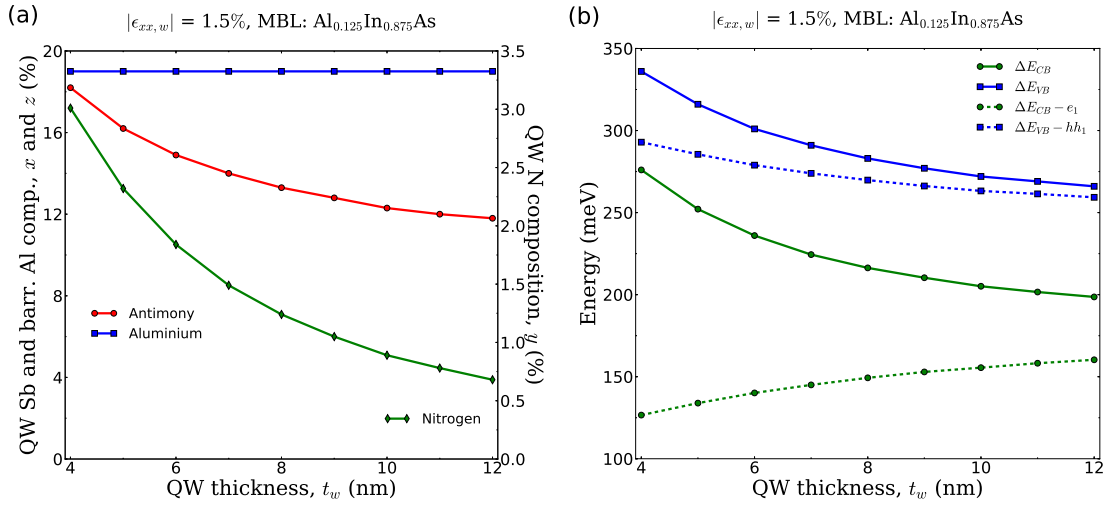 (a)
|ϵxx, w| = 1.5%, MBL: Al0.125In0.875As
QW Sb and barr. Al comp., x and z (%)
20
16
12
8
4
0
3.5
3.0
2.5
2.0
1.5
1.0
0.5
0.0
QW N composition, y (%)
Antimony
Aluminium
Nitrogen
4 6 8 10 12
QW thickness, tw (nm)
(b)
|ϵxx, w| = 1.5%, MBL: Al0.125In0.875As
Energy (meV)
350
300
250
200
150
100
ΔECB
ΔEVB
ΔECB − e1
ΔEVB − hh1
4 6 8 10 12
QW thickness, tw (nm)